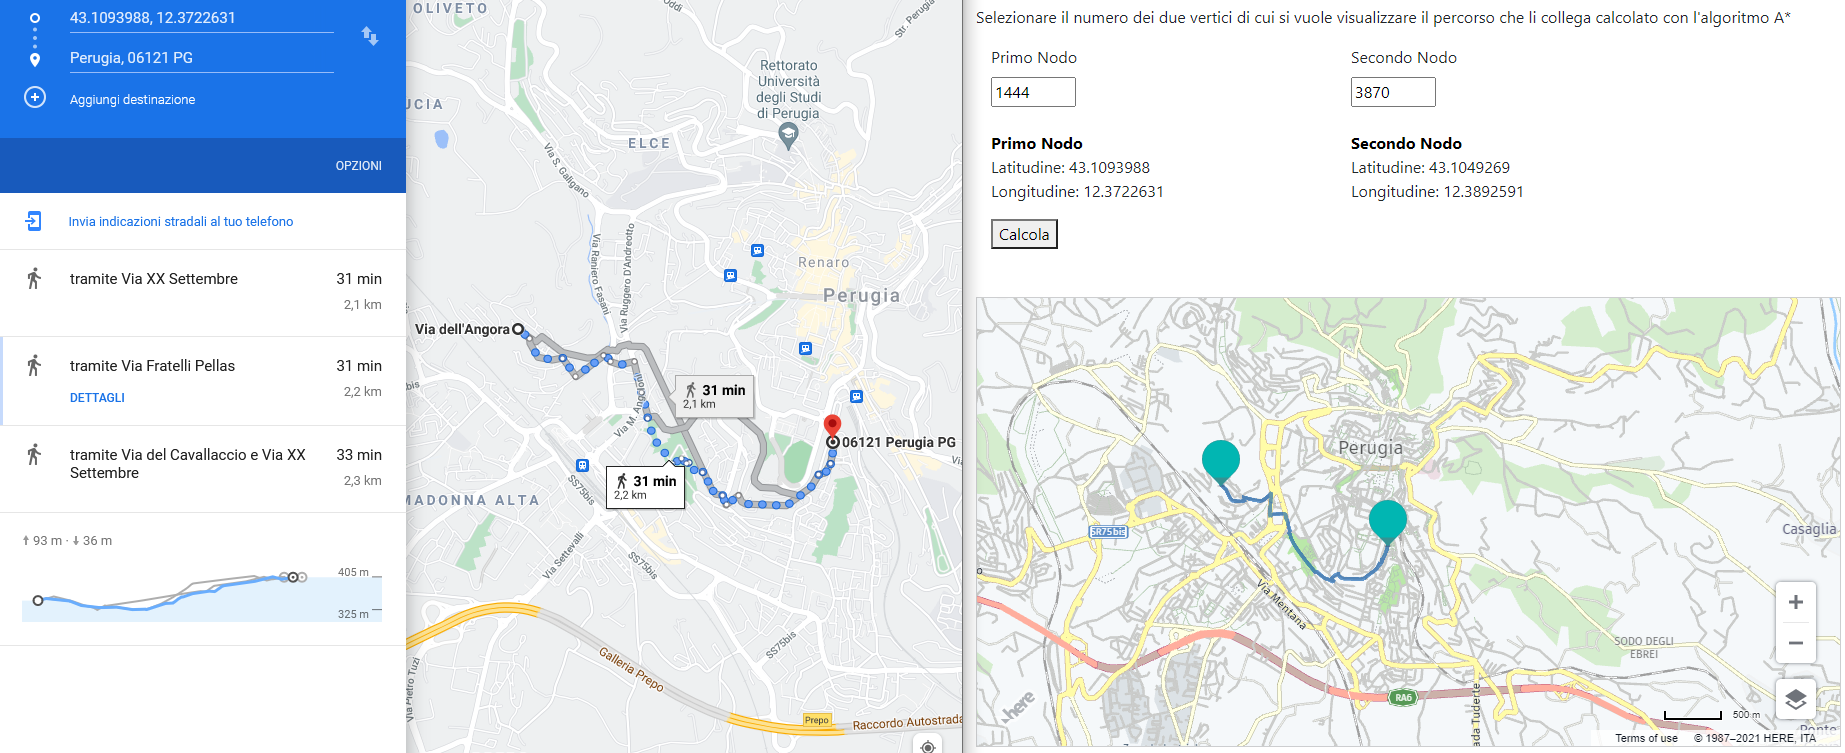 43.1093988, 12.3722631
Perugia, 06121 PG
Aggiungi destinazione
OPZIONI
Invia indicazioni stradali al tuo telefono
tramite Via XX Settembre 31 min
2,1 km
tramite Via Fratelli Pellas 31 min
2,2 km
DETTAGLI
tramite Via del Cavallaccio e Via XX 33 min
Settembre
2,3 km
93 m · 36 m
405 m
325 m
OLIVETO
Str. Perugia
Rettorato
Università
degli Studi
di Perugia
UCIA
ELCE
Via S. Galigano
Via Raniero Fasani
Via Ruggero D'Andreotto
Renaro
Perugia
Via dell'Angora
31 min
2,1 km
Via M. Angeloni
06121 Perugia PG
31 min
2,2 km
MADONNA ALTA
SS75bis
Via Settevalli
SS75bis
SS75bis
Galleria Prepo
Via Pietro Tuzi
Prepo
Raccordo Autostrada
Selezionare il numero dei due vertici di cui si vuole visualizzare il percorso che li collega calcolato con l'algoritmo A*
Primo Nodo Secondo Nodo
1444 3870
Primo Nodo Secondo Nodo
Latitudine: 43.1093988 Latitudine: 43.1049269
Longitudine: 12.3722631 Longitudine: 12.3892591
Calcola
Perugia
SR75bis
Casaglia
Via Mentana
SODO DEGLI
EBREI
RA6
here
500 m
Terms of use © 1987–2021 HERE, ITA